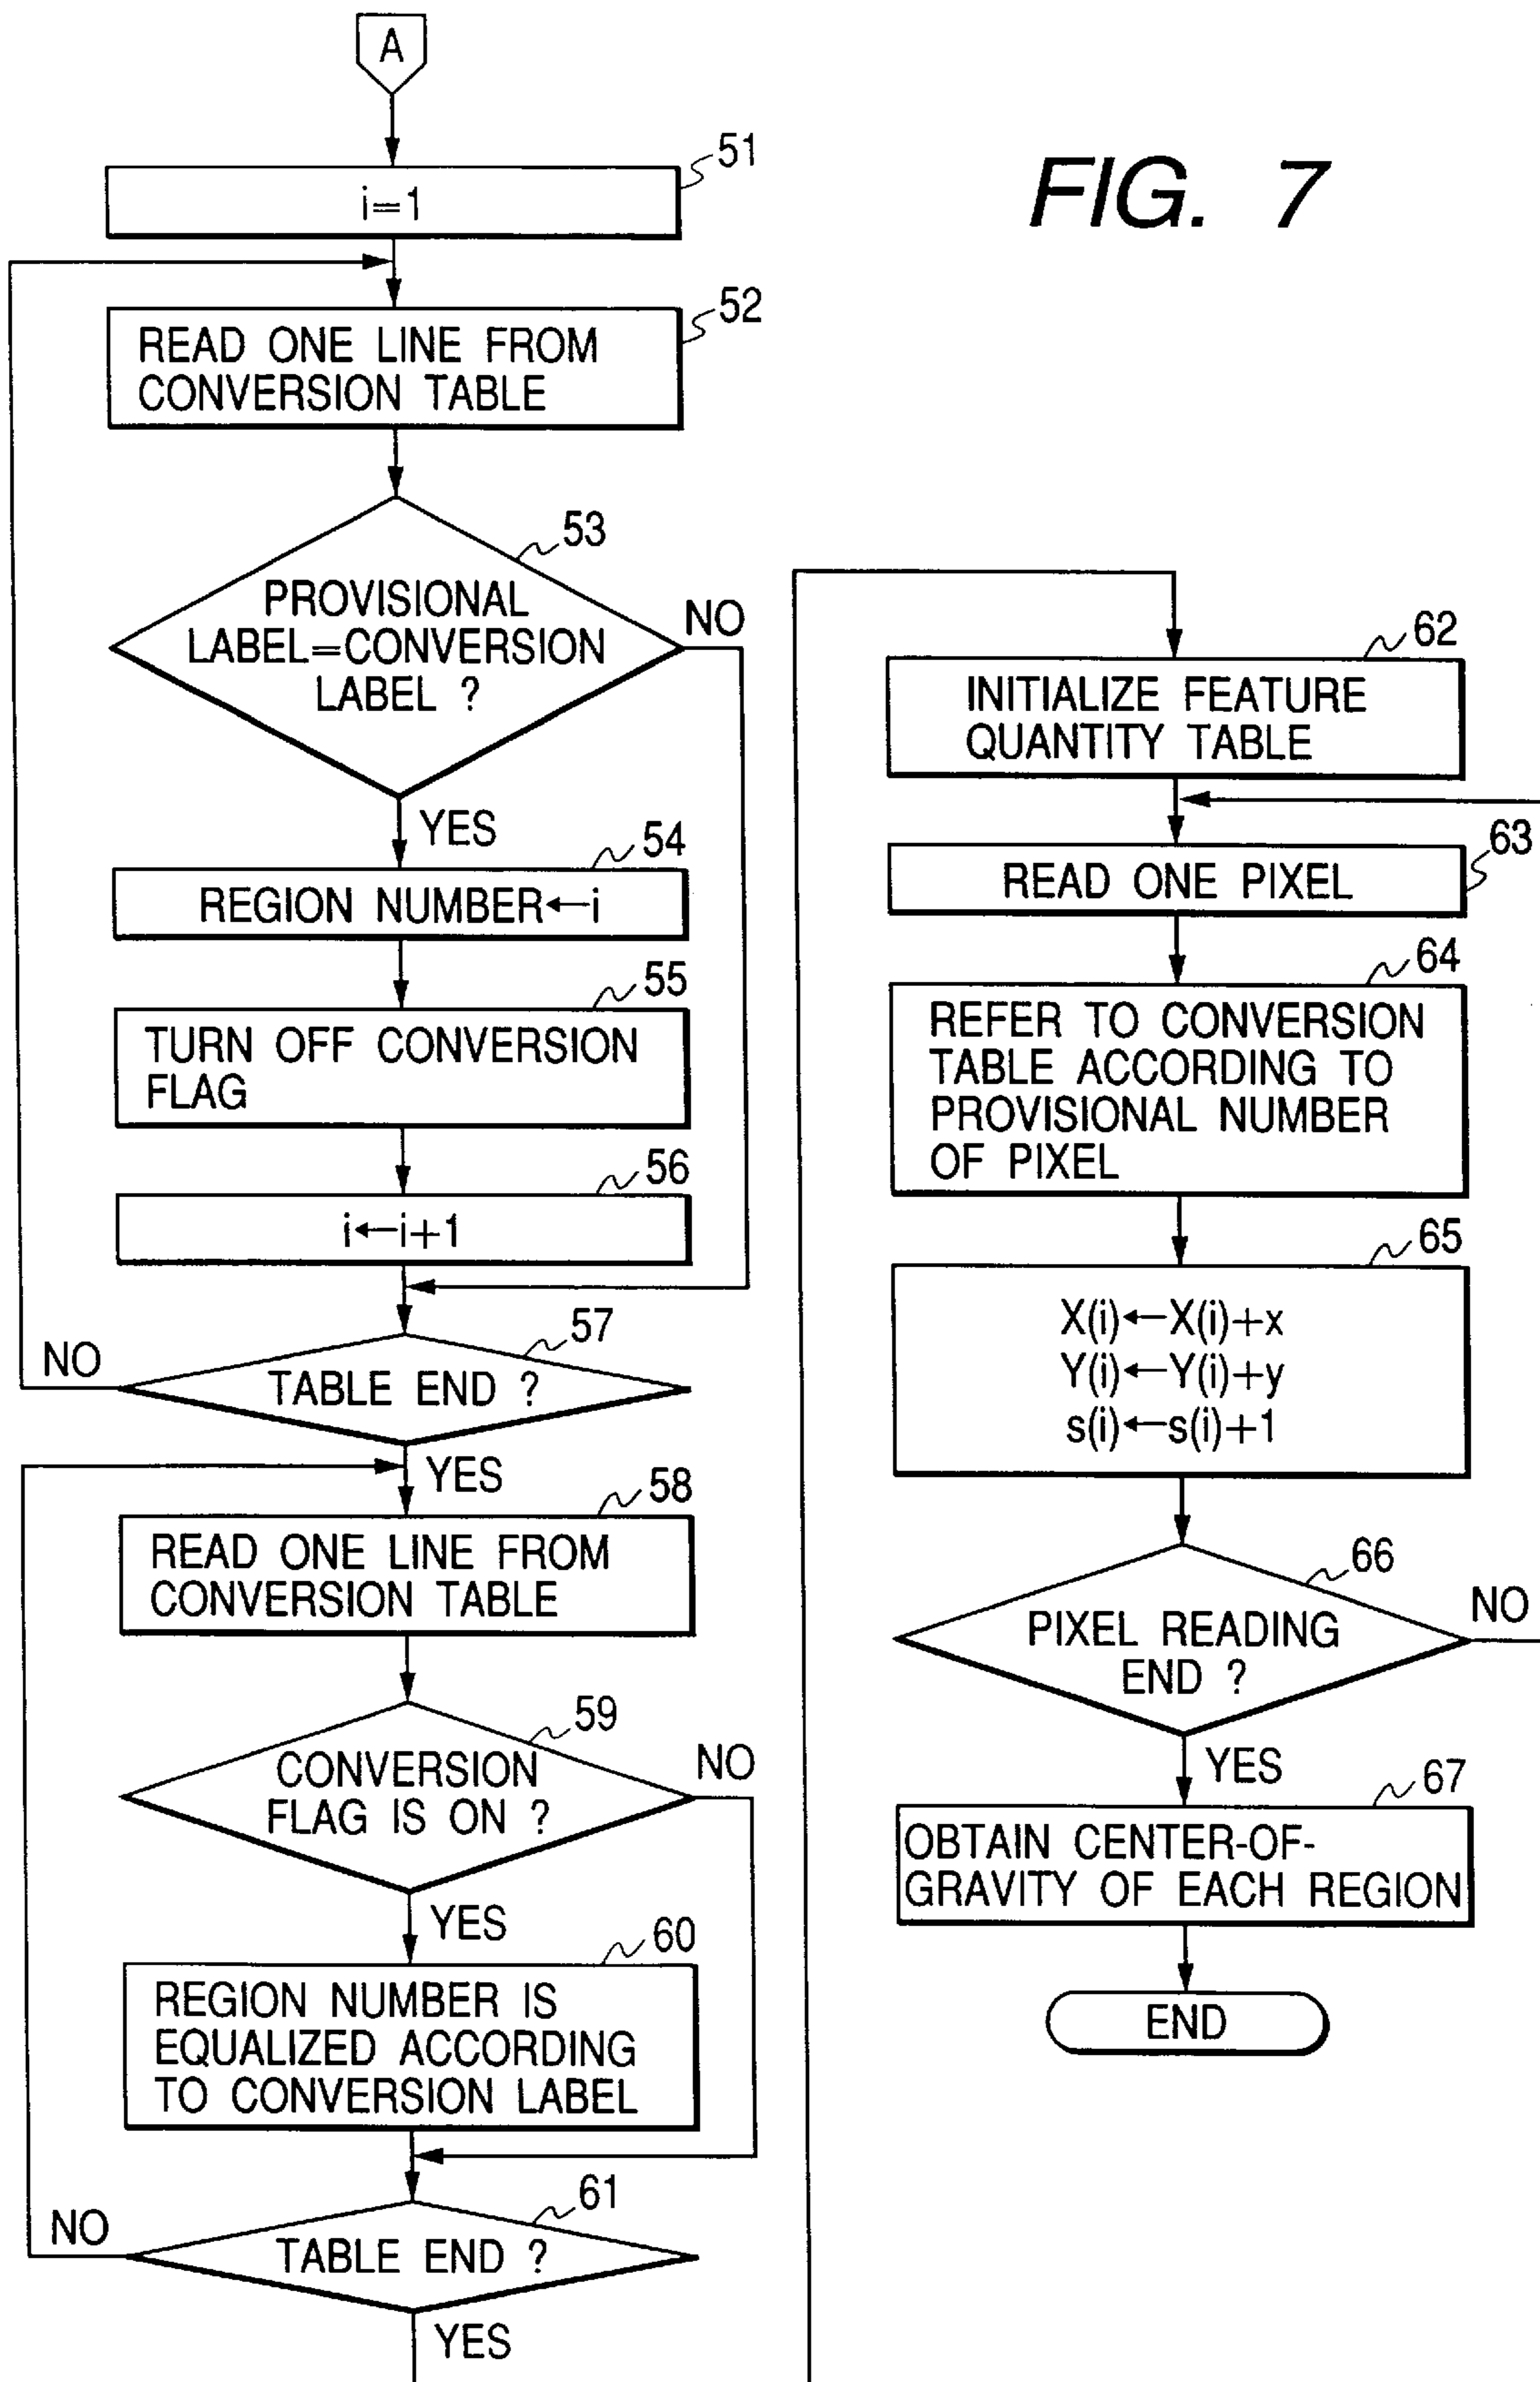 A
FIG. 7
51
i=1
52
READ ONE LINE FROM
CONVERSION TABLE
53
PROVISIONAL
LABEL=CONVERSION
LABEL ?
NO
YES
54
REGION NUMBER←i
55
TURN OFF CONVERSION
FLAG
56
i←i+1
57
NO
TABLE END ?
YES
58
READ ONE LINE FROM
CONVERSION TABLE
59
CONVERSION
FLAG IS ON ?
NO
YES
60
REGION NUMBER IS
EQUALIZED ACCORDING
TO CONVERSION LABEL
61
NO
TABLE END ?
YES
62
INITIALIZE FEATURE
QUANTITY TABLE
63
READ ONE PIXEL
64
REFER TO CONVERSION
TABLE ACCORDING TO
PROVISIONAL NUMBER
OF PIXEL
65
X(i)←X(i)+x
Y(i)←Y(i)+y
s(i)←s(i)+1
66
PIXEL READING
END ?
NO
YES
67
OBTAIN CENTER-OF-
GRAVITY OF EACH REGION
END